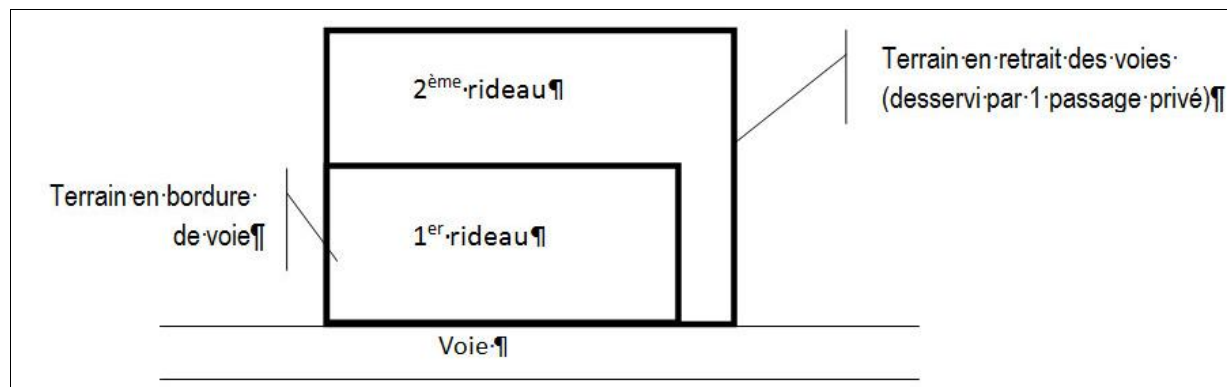 2ème·rideau¶
Terrain·en·retrait·des·voies·
(desservi·par·1·passage·privé)¶
Terrain·en·bordure·
de·voie¶
1er·rideau¶
Voie·¶